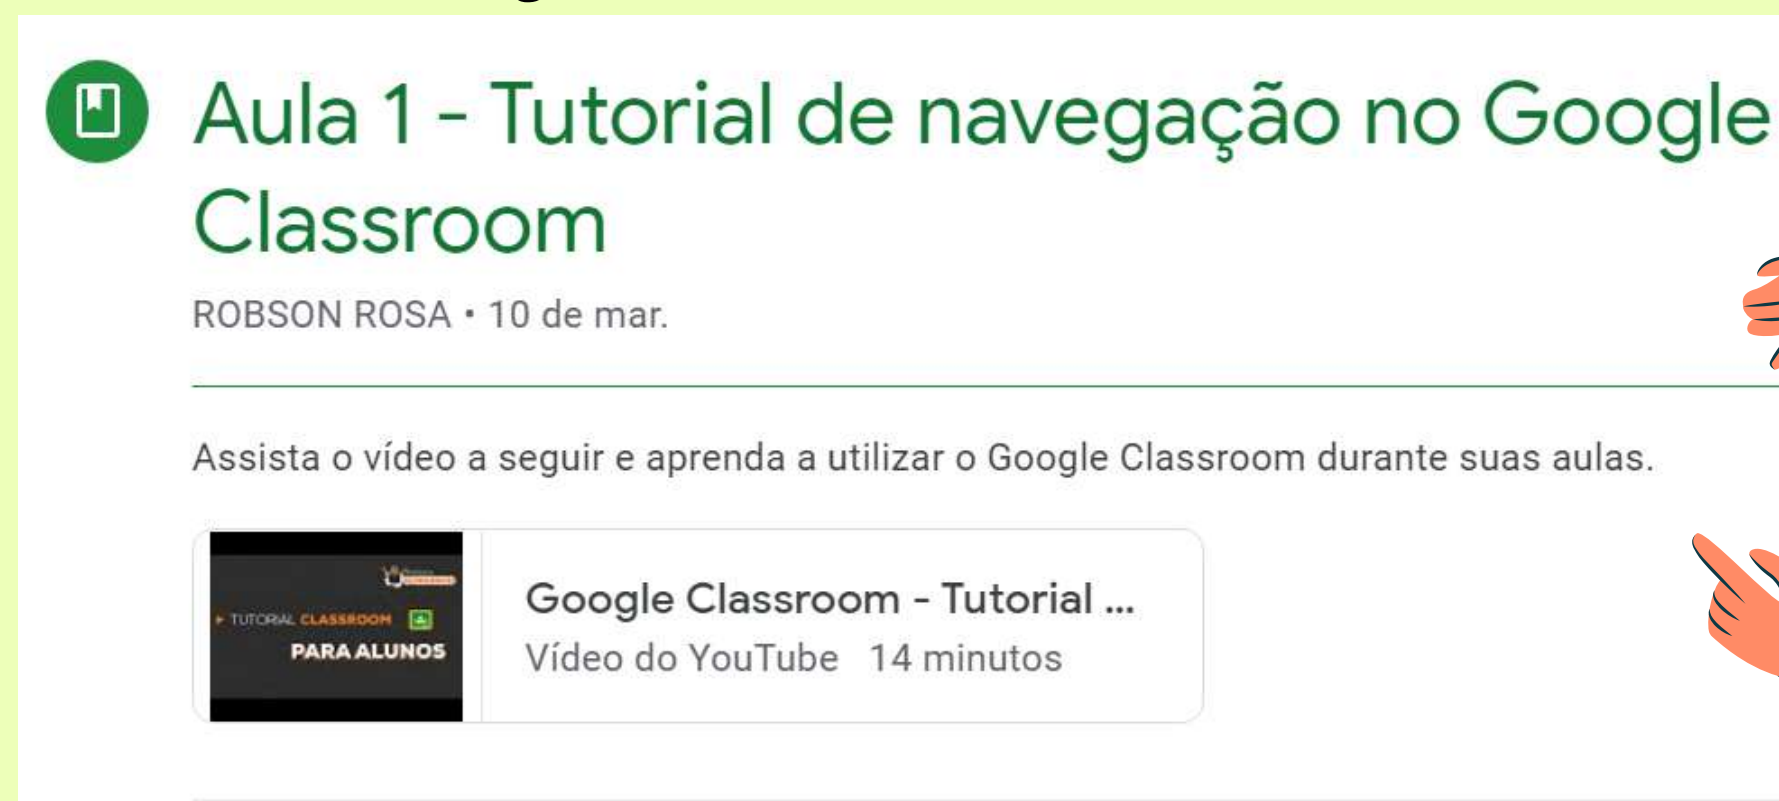 Aula 1 - Tutorial de navegação no Google
Classroom
ROBSON ROSA • 10 de mar.
Assista o vídeo a seguir e aprenda a utilizar o Google Classroom durante suas aulas.
TUTORIAL CLASSROOM
PARA ALUNOS
Google Classroom - Tutorial ...
Vídeo do YouTube 14 minutos